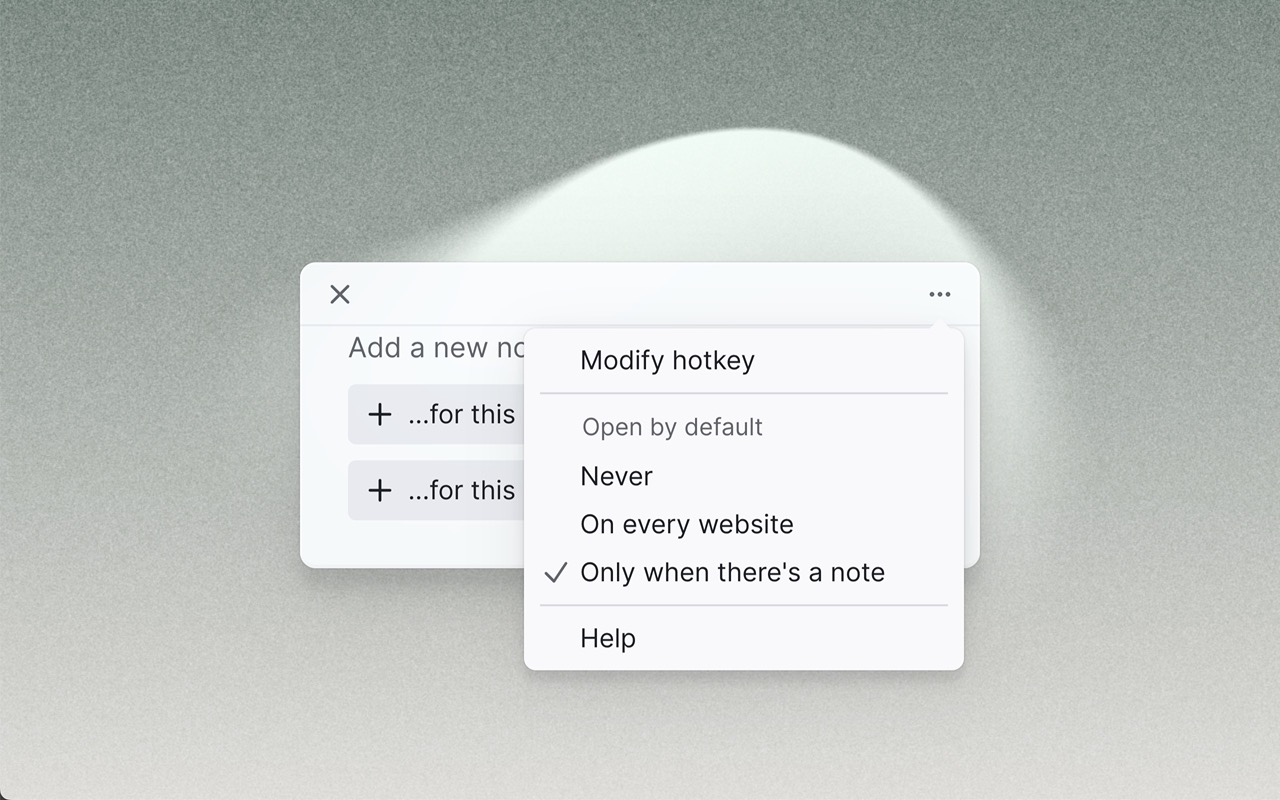 Add a new
...for this
...for this
Modify hotkey
Open by default
Never
On every website
Only when there's a note
Help